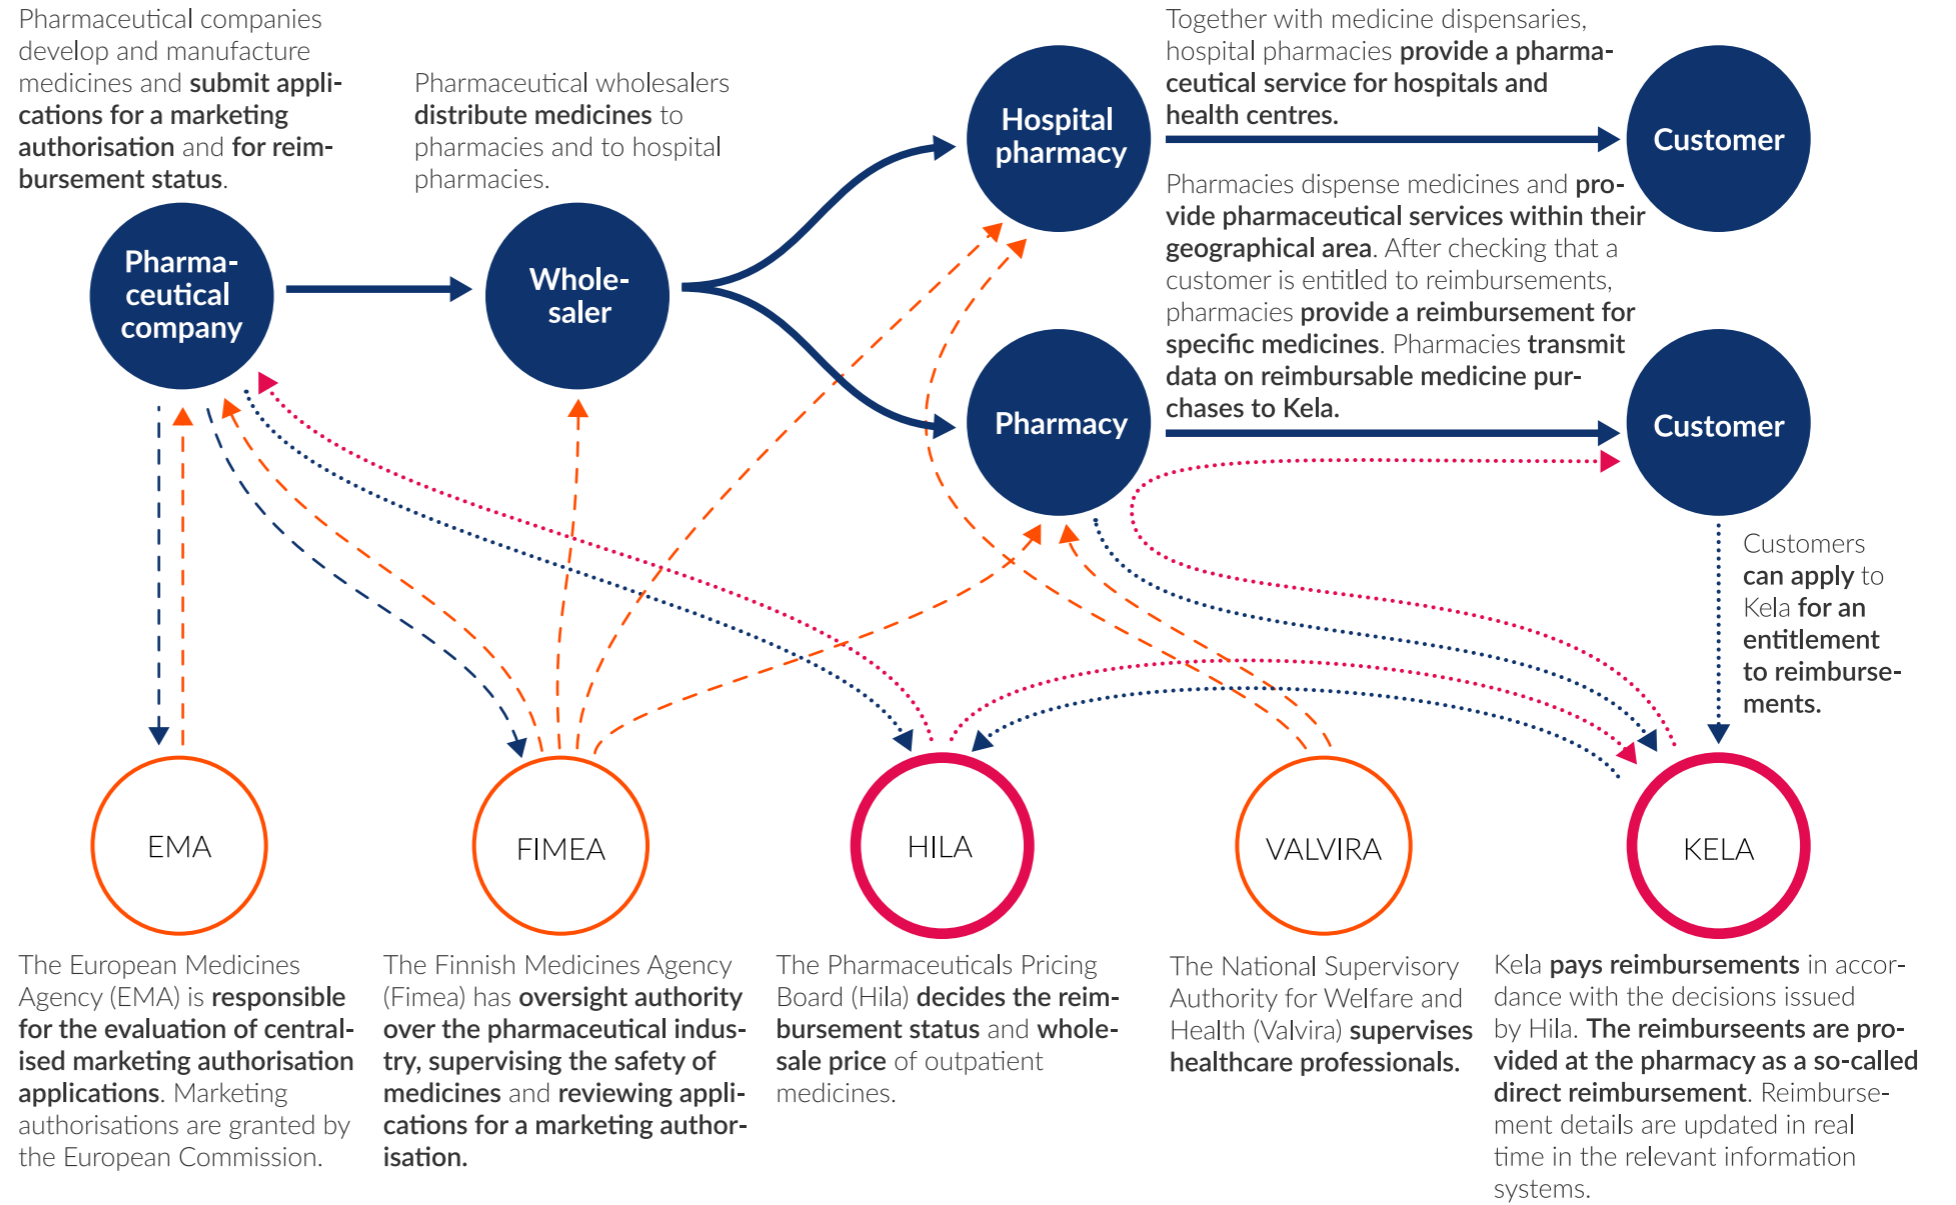 Pharmaceutical companies
develop and manufacture
medicines and submit appli-
cations for a marketing
authorisation and for reim-
bursement status.
Pharmaceutical wholesalers
distribute medicines to
pharmacies and to hospital
pharmacies.
Together with medicine dispensaries,
hospital pharmacies provide a pharma-
ceutical service for hospitals and
health centres.
Hospital
pharmacy
Customer
Pharmacies dispense medicines and pro-
vide pharmaceutical services within their
geographical area. After checking that a
customer is entitled to reimbursements,
pharmacies provide a reimbursement for
specific medicines. Pharmacies transmit
data on reimbursable medicine pur-
chases to Kela.
Pharma-
ceutical
company
Whole-
saler
Pharmacy
Customer
Customers
can apply to
Kela for an
entitlement
to reimburse-
ments.
EMA
FIMEA
HILA
VALVIRA
KELA
The European Medicines
Agency (EMA) is responsible
for the evaluation of central-
ised marketing authorisation
applications. Marketing
authorisations are granted by
the European Commission.
The Finnish Medicines Agency
(Fimea) has oversight authority
over the pharmaceutical indus-
try, supervising the safety of
medicines and reviewing appli-
cations for a marketing author-
isation.
The Pharmaceuticals Pricing
Board (Hila) decides the reim-
bursement status and whole-
sale price of outpatient
medicines.
The National Supervisory
Authority for Welfare and
Health (Valvira) supervises
healthcare professionals.
Kela pays reimbursements in accor-
dance with the decisions issued
by Hila. The reimburseents are pro-
vided at the pharmacy as a so-called
direct reimbursement. Reimburse-
ment details are updated in real
time in the relevant information
systems.